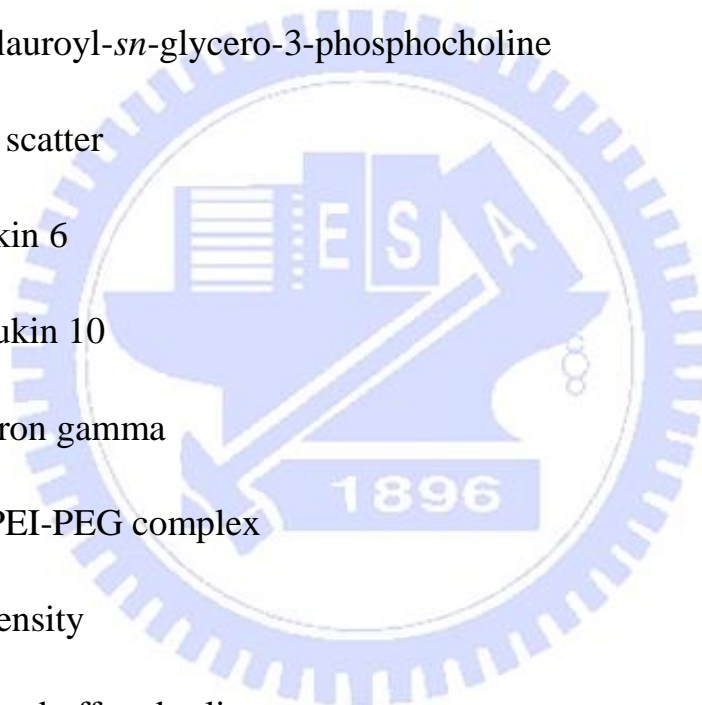 lauroyl-sn-glycero-3-phosphocholine
scatter
kin 6
ukin 10
ron gamma
PEI-PEG complex
ensity
E S A
1896